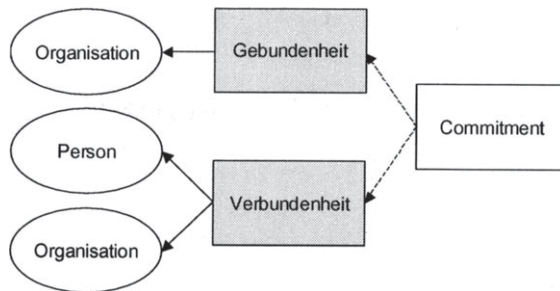 Organisation
Gebundenheit
Commitment
Person
Verbundenheit
Organisation